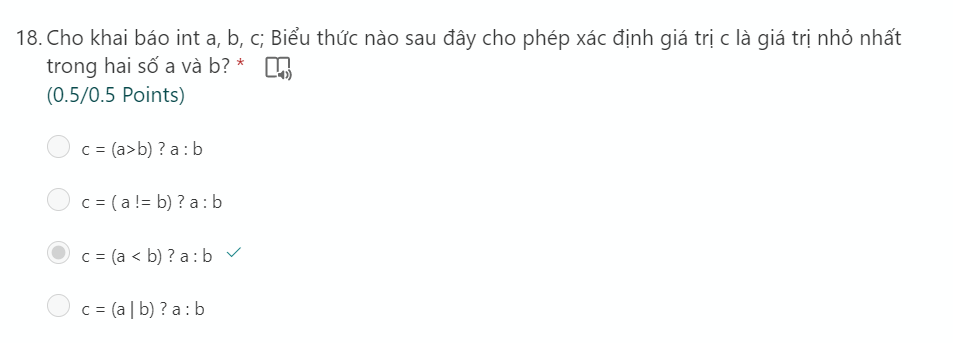 18. Cho khai báo int a, b, c; Biểu thức nào sau đây cho phép xác định giá trị c là giá trị nhỏ nhất
trong hai số a và b? *
(0.5/0.5 Points)
c = (a>b) ? a : b
c = ( a != b) ? a : b
c = (a < b) ? a : b
c = (a | b) ? a : b